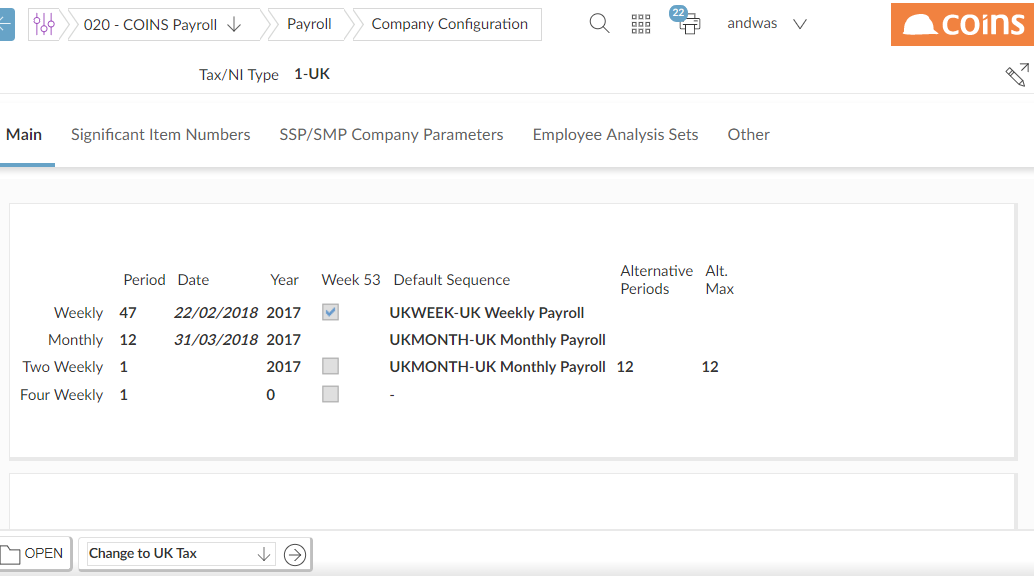 020 - COINS Payroll Payroll Company Configuration 22 andwas coins
Tax/NI Type 1-UK
Main Significant Item Numbers SSP/SMP Company Parameters Employee Analysis Sets Other
Period Date Year Week 53 Default Sequence Alternative Periods Alt. Max
Weekly 47 22/02/2018 2017 UKWEEK-UK Weekly Payroll
Monthly 12 31/03/2018 2017 UKMONTH-UK Monthly Payroll
Two Weekly 1 2017 UKMONTH-UK Monthly Payroll 12 12
Four Weekly 1 0 -
OPEN Change to UK Tax